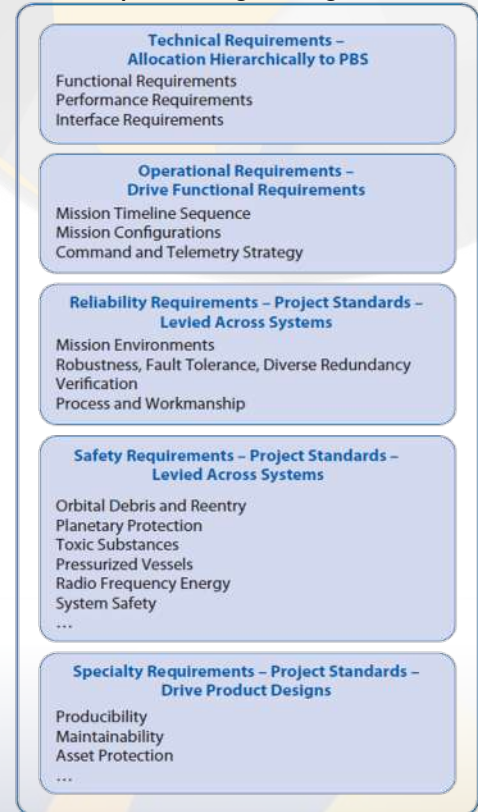 Technical Requirements –
Allocation Hierarchically to PBS
Functional Requirements
Performance Requirements
Interface Requirements
Operational Requirements –
Drive Functional Requirements
Mission Timeline Sequence
Mission Configurations
Command and Telemetry Strategy
Reliability Requirements – Project Standards –
Levied Across Systems
Mission Environments
Robustness, Fault Tolerance, Diverse Redundancy
Verification
Process and Workmanship
Safety Requirements – Project Standards –
Levied Across Systems
Orbital Debris and Reentry
Planetary Protection
Toxic Substances
Pressurized Vessels
Radio Frequency Energy
System Safety
…
Specialty Requirements – Project Standards –
Drive Product Designs
Producibility
Maintainability
Asset Protection
…